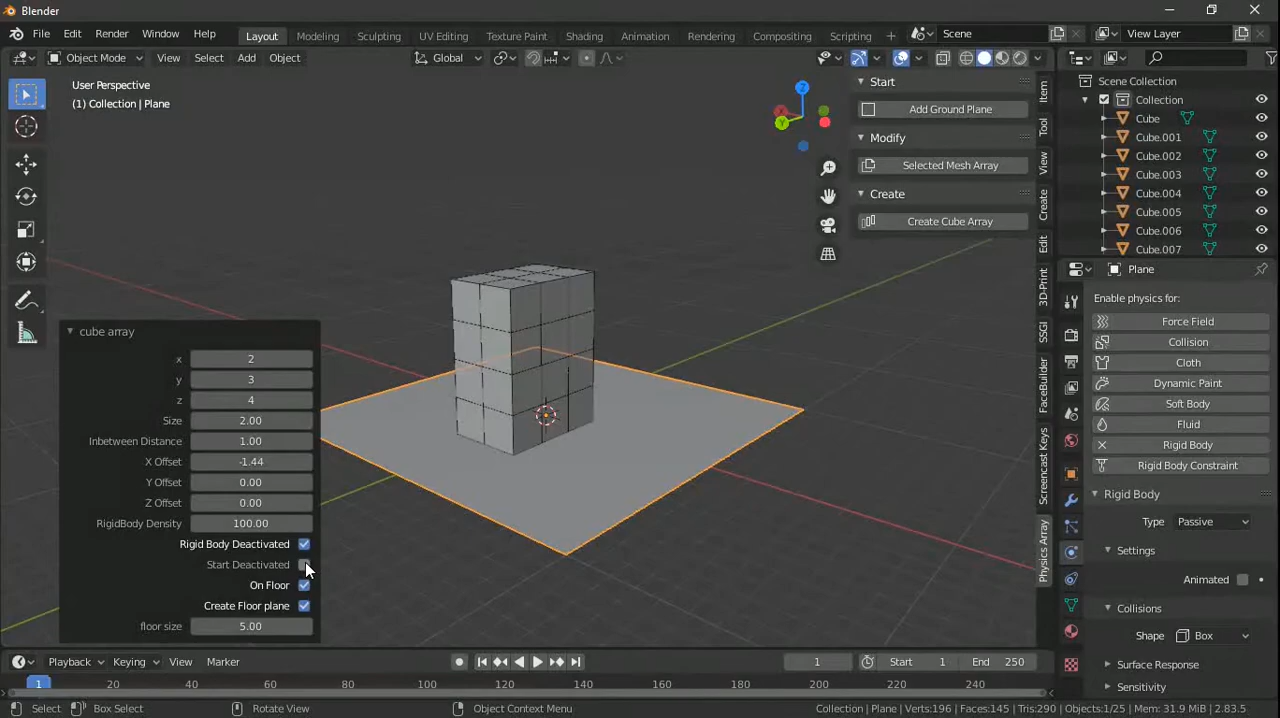 Blender
File Edit Render Window Help Layout Modeling Sculpting UV Editing Texture Paint Shading Animation Rendering Compositing Scripting + Scene View Layer
Object Mode View Select Add Object Global
User Perspective
(1) Collection | Plane
Z
X
Y
Start
Add Ground Plane
Modify
Selected Mesh Array
Create
Create Cube Array
Item
Tool
View
Create
Edit
3D-Print
SSGI
FaceBuilder
Screencast Keys
Physics Array
Scene Collection
Collection
Cube
Cube.001
Cube.002
Cube.003
Cube.004
Cube.005
Cube.006
Cube.007
Plane
Enable physics for:
Force Field
Collision
Cloth
Dynamic Paint
Soft Body
Fluid
Rigid Body
Rigid Body Constraint
Rigid Body
Type Passive
Settings
Animated
Collisions
Shape Box
Surface Response
Sensitivity
cube array
x 2
y 3
z 4
Size 2.00
Inbetween Distance 1.00
X Offset -1.44
Y Offset 0.00
Z Offset 0.00
RigidBody Density 100.00
Rigid Body Deactivated
Start Deactivated
On Floor
Create Floor plane
floor size 5.00
Playback Keying View Marker 1 Start 1 End 250
1 20 40 60 80 100 120 140 160 180 200 220 240
Select Box Select Rotate View Object Context Menu Collection | Plane | Verts:196 | Faces:145 | Tris:290 | Objects:1/25 | Mem: 31.9 MiB | 2.83.5